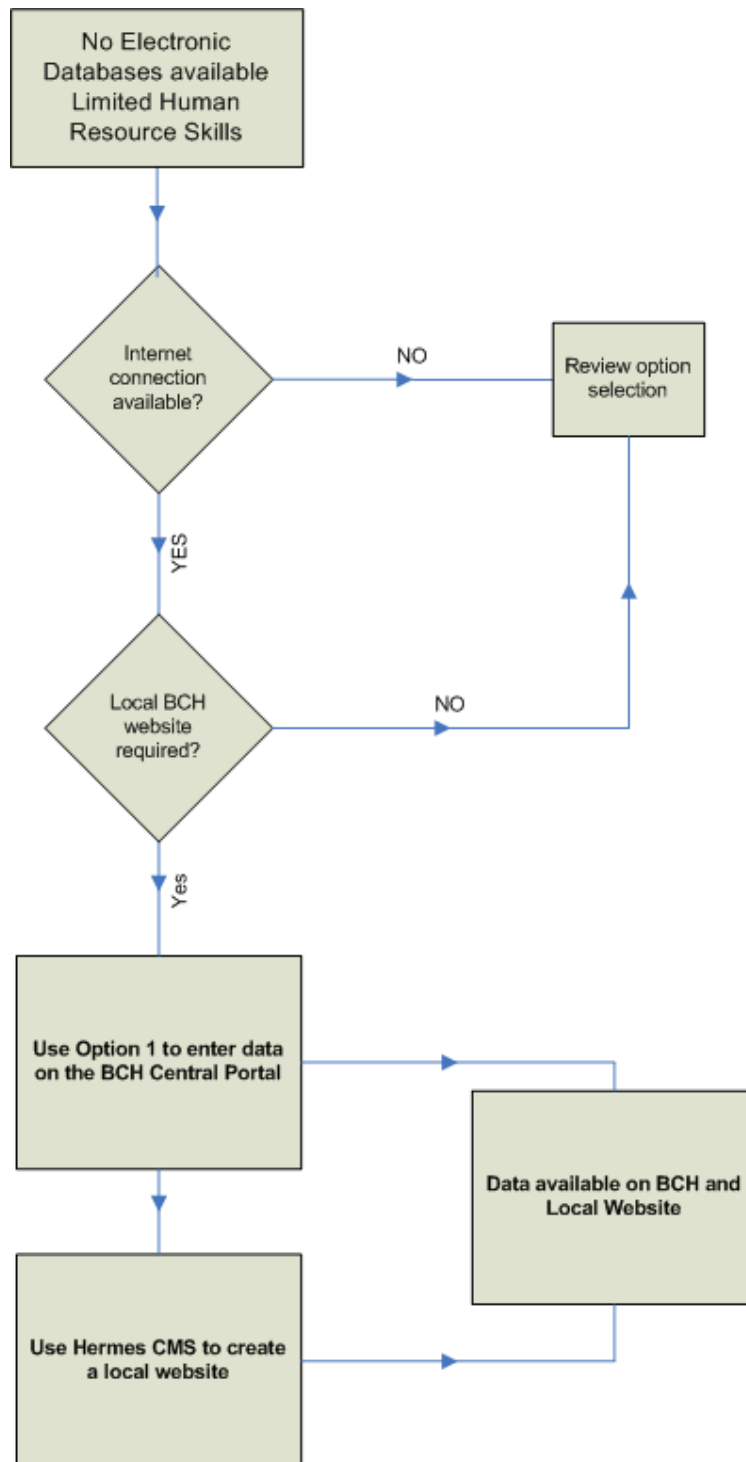 No Electronic
Databases available
Limited Human
Resource Skills
Internet
connection
available?
NO
Review option
selection
YES
Local BCH
website
required?
NO
Yes
Use Option 1 to enter data
on the BCH Central Portal
Data available on BCH and
Local Website
Use Hermes CMS to create
a local website